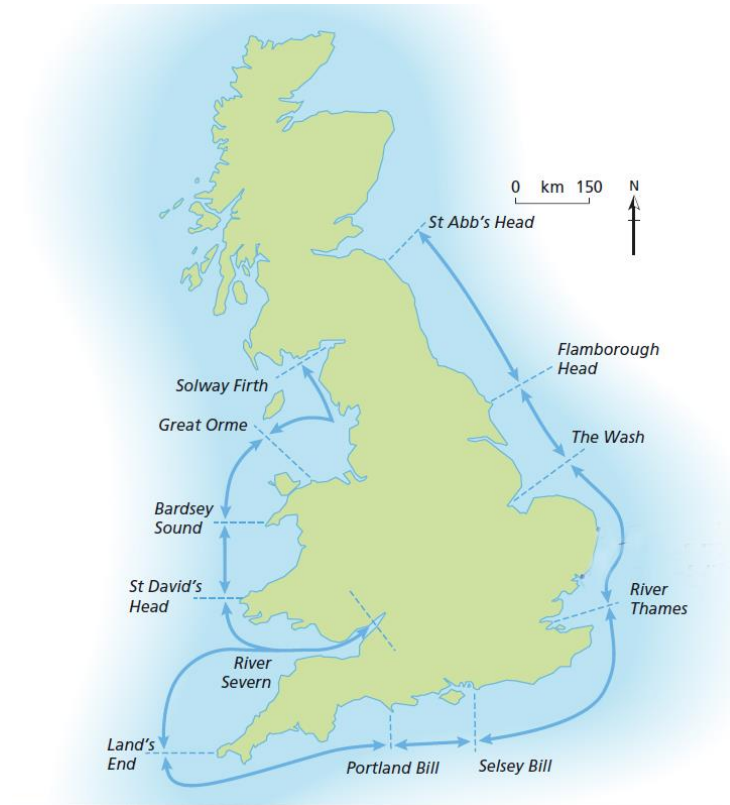 0 km 150 N
St Abb's Head
Flamborough
Head
Solway Firth
Great Orme
The Wash
Bardsey
Sound
St David's
Head
River
Thames
River
Severn
Land's
End
Portland Bill
Selsey Bill